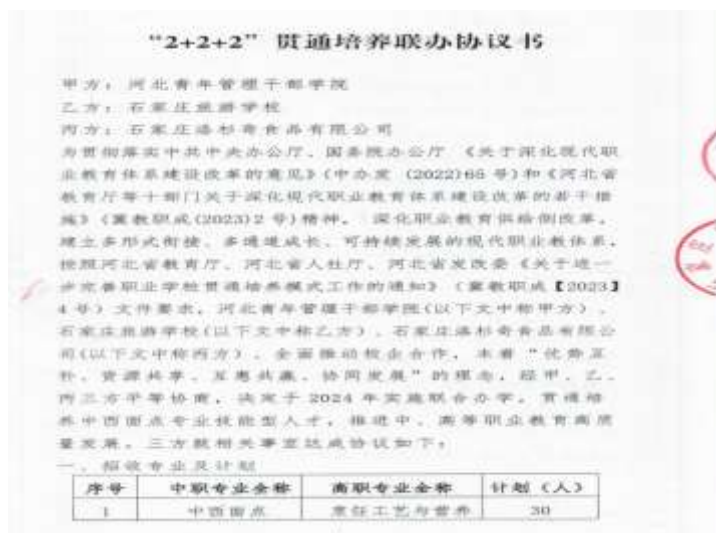 “2+2+2” 贯通培养联办协议书
甲方：河北青年管理干部学院
乙方：石家庄旅游学校
丙方：石家庄洛杉奇食品有限公司
为贯彻落实中共中央办公厅、国务院办公厅《关于深化现代职
业教育体系建设改革的意见》(中办发 (2022)65 号)和《河北省
教育厅等十部门关于深化现代职业教育体系建设改革的若干措
施》(冀教职成(2023)2 号)精神，深化职业教育供给侧改革，
建立多形式衔接、多通道成长、可持续发展的现代职业教体系，
按照河北省教育厅、河北省人社厅、河北省发改委《关于进一
步完善职业学校贯通培养模式工作的通知》（冀教职成【2023】
4 号）文件要求，河北青年管理干部学院(以下文中称甲方）、
石家庄旅游学校(以下文中称乙方）、石家庄洛杉奇食品有限公
司(以下文中称丙方）、全面推动校企合作，本着“优势互
补、资源共享、互惠共赢、协同发展”的理念，经甲、乙、
丙三方平等协商，决定于 2024 年实施联合办学，贯通培
养中西面点专业技能型人才，推进中、高等职业教育高质
量发展。三方就相关事宜达成协议如下：
一、招收专业及计划
序号 中职专业全称 高职专业全称 计划（人）
1 中西面点 烹饪工艺与营养 30